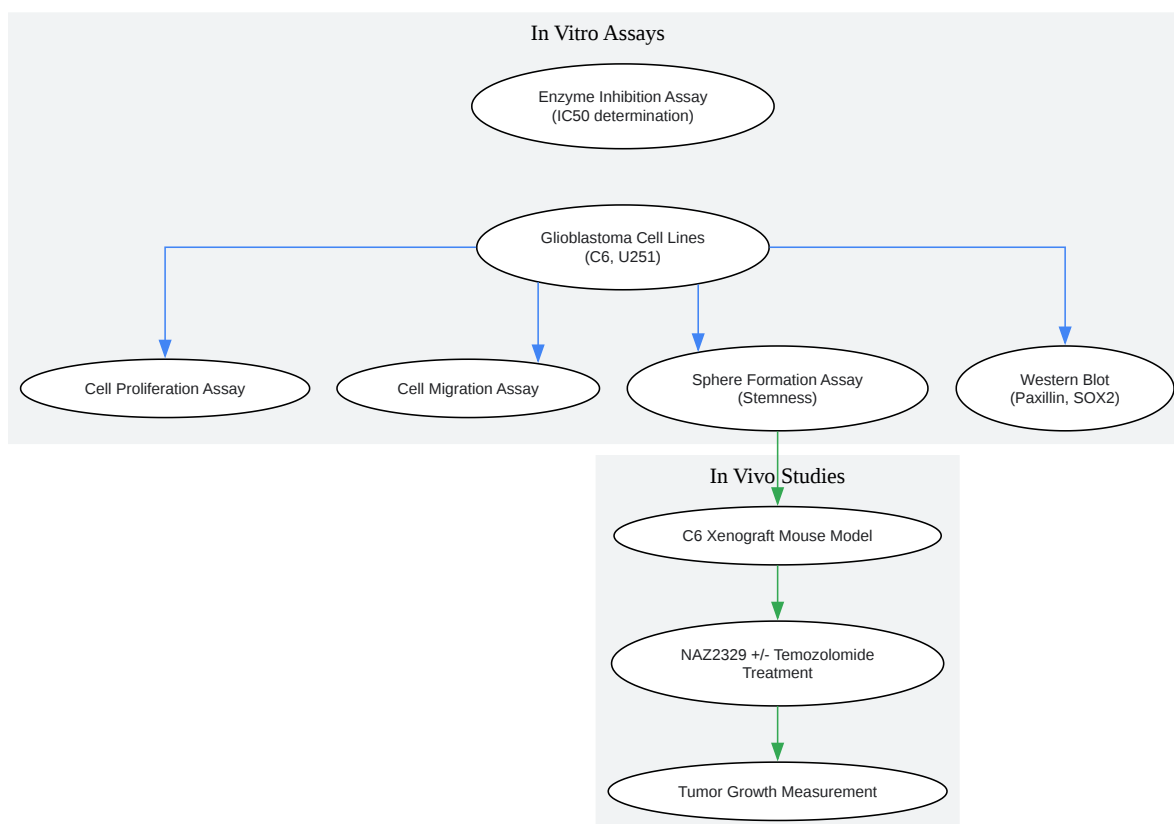 In Vitro Assays
Enzyme Inhibition Assay
(IC50 determination)
Glioblastoma Cell Lines
(C6, U251)
Cell Proliferation Assay
Cell Migration Assay
Sphere Formation Assay
(Stemness)
Western Blot
(Paxillin, SOX2)
In Vivo Studies
C6 Xenograft Mouse Model
NAZ2329 +/- Temozolomide
Treatment
Tumor Growth Measurement